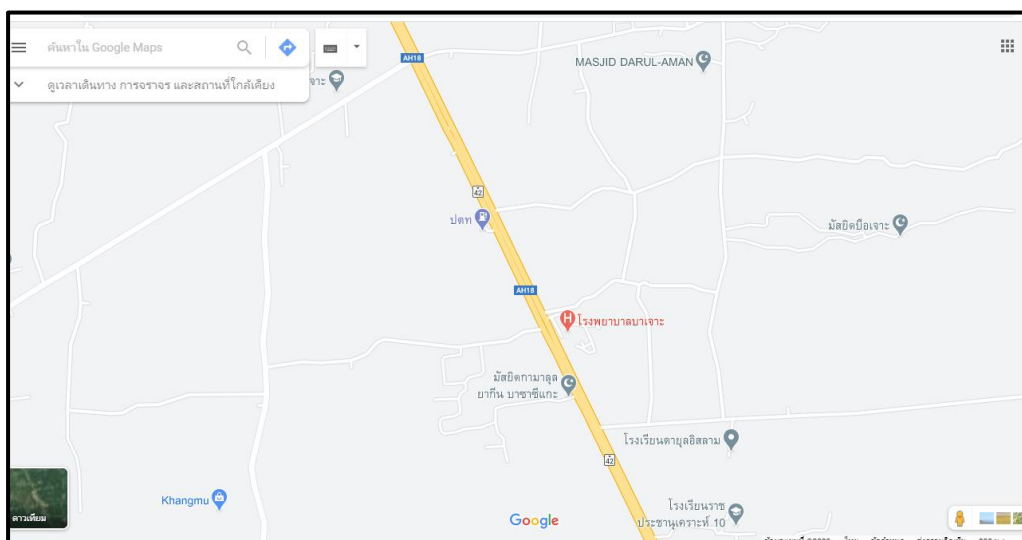 ค้นหาใน Google Maps
ดูเวลาเดินทาง การจราจร และสถานที่ใกล้เคียง
AH18
MASJID DARUL-AMAN
42
ปตท
มัสยิดบือเจาะ
AH18
โรงพยาบาลบาเจาะ
มัสยิดกามาลุล
ยากีน บาซาซีแกะ
โรงเรียนดายุลอิสลาม
42
Khangmu
โรงเรียนราช
ประชานุเคราะห์ 10
ดาวเทียม
Google